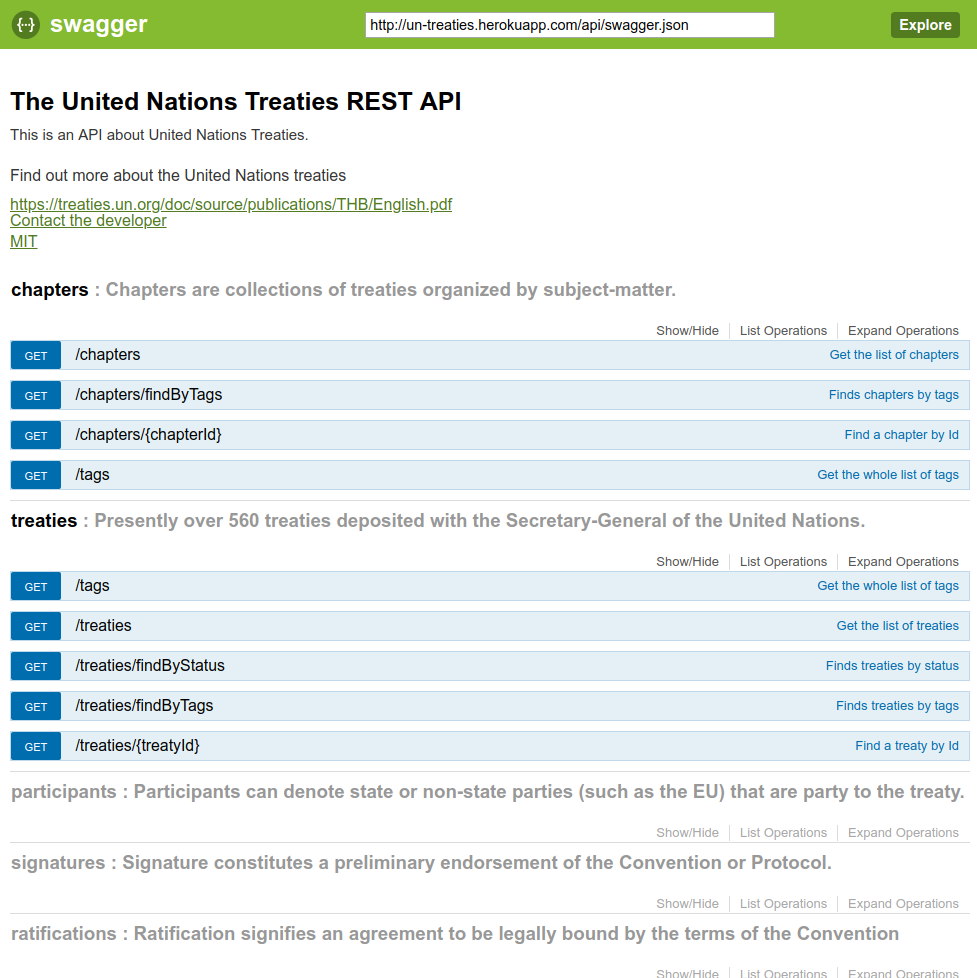 {···} swagger http://un-treaties.herokuapp.com/api/swagger.json Explore
The United Nations Treaties REST API
This is an API about United Nations Treaties.
Find out more about the United Nations treaties
https://treaties.un.org/doc/source/publications/THB/English.pdf
Contact the developer
MIT
chapters : Chapters are collections of treaties organized by subject-matter.
Show/Hide List Operations Expand Operations
GET /chapters Get the list of chapters
GET /chapters/findByTags Finds chapters by tags
GET /chapters/{chapterId} Find a chapter by Id
GET /tags Get the whole list of tags
treaties : Presently over 560 treaties deposited with the Secretary-General of the United Nations.
Show/Hide List Operations Expand Operations
GET /tags Get the whole list of tags
GET /treaties Get the list of treaties
GET /treaties/findByStatus Finds treaties by status
GET /treaties/findByTags Finds treaties by tags
GET /treaties/{treatyId} Find a treaty by Id
participants : Participants can denote state or non-state parties (such as the EU) that are party to the treaty.
Show/Hide List Operations Expand Operations
signatures : Signature constitutes a preliminary endorsement of the Convention or Protocol.
Show/Hide List Operations Expand Operations
ratifications : Ratification signifies an agreement to be legally bound by the terms of the Convention
Show/Hide List Operations Expand Operations